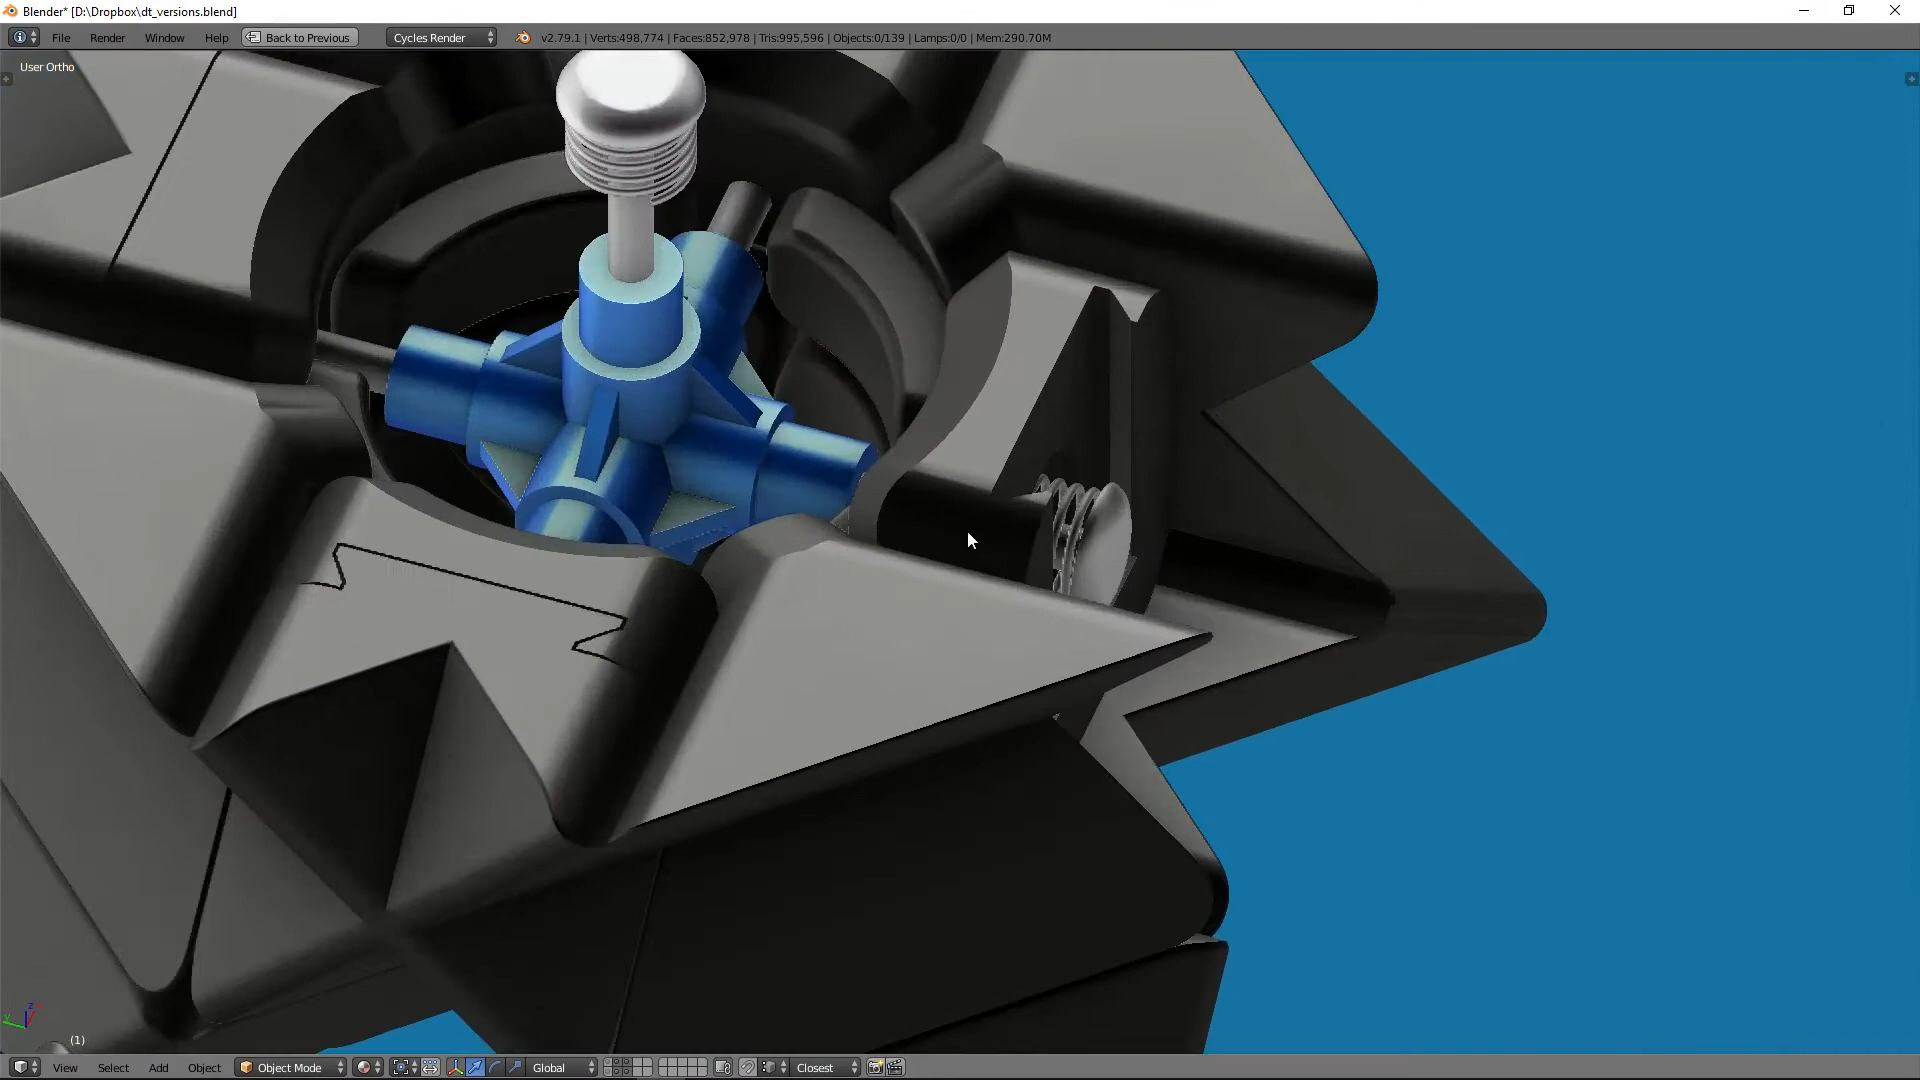 Blender* [D:\Dropbox\dt_versions.blend]
File Render Window Help Back to Previous Cycles Render v2.79.1 | Verts:498,774 | Faces:852,978 | Tris:995,596 | Objects:0/139 | Lamps:0/0 | Mem:290.70M
User Ortho
z
y
(1)
View Select Add Object Object Mode Global Closest